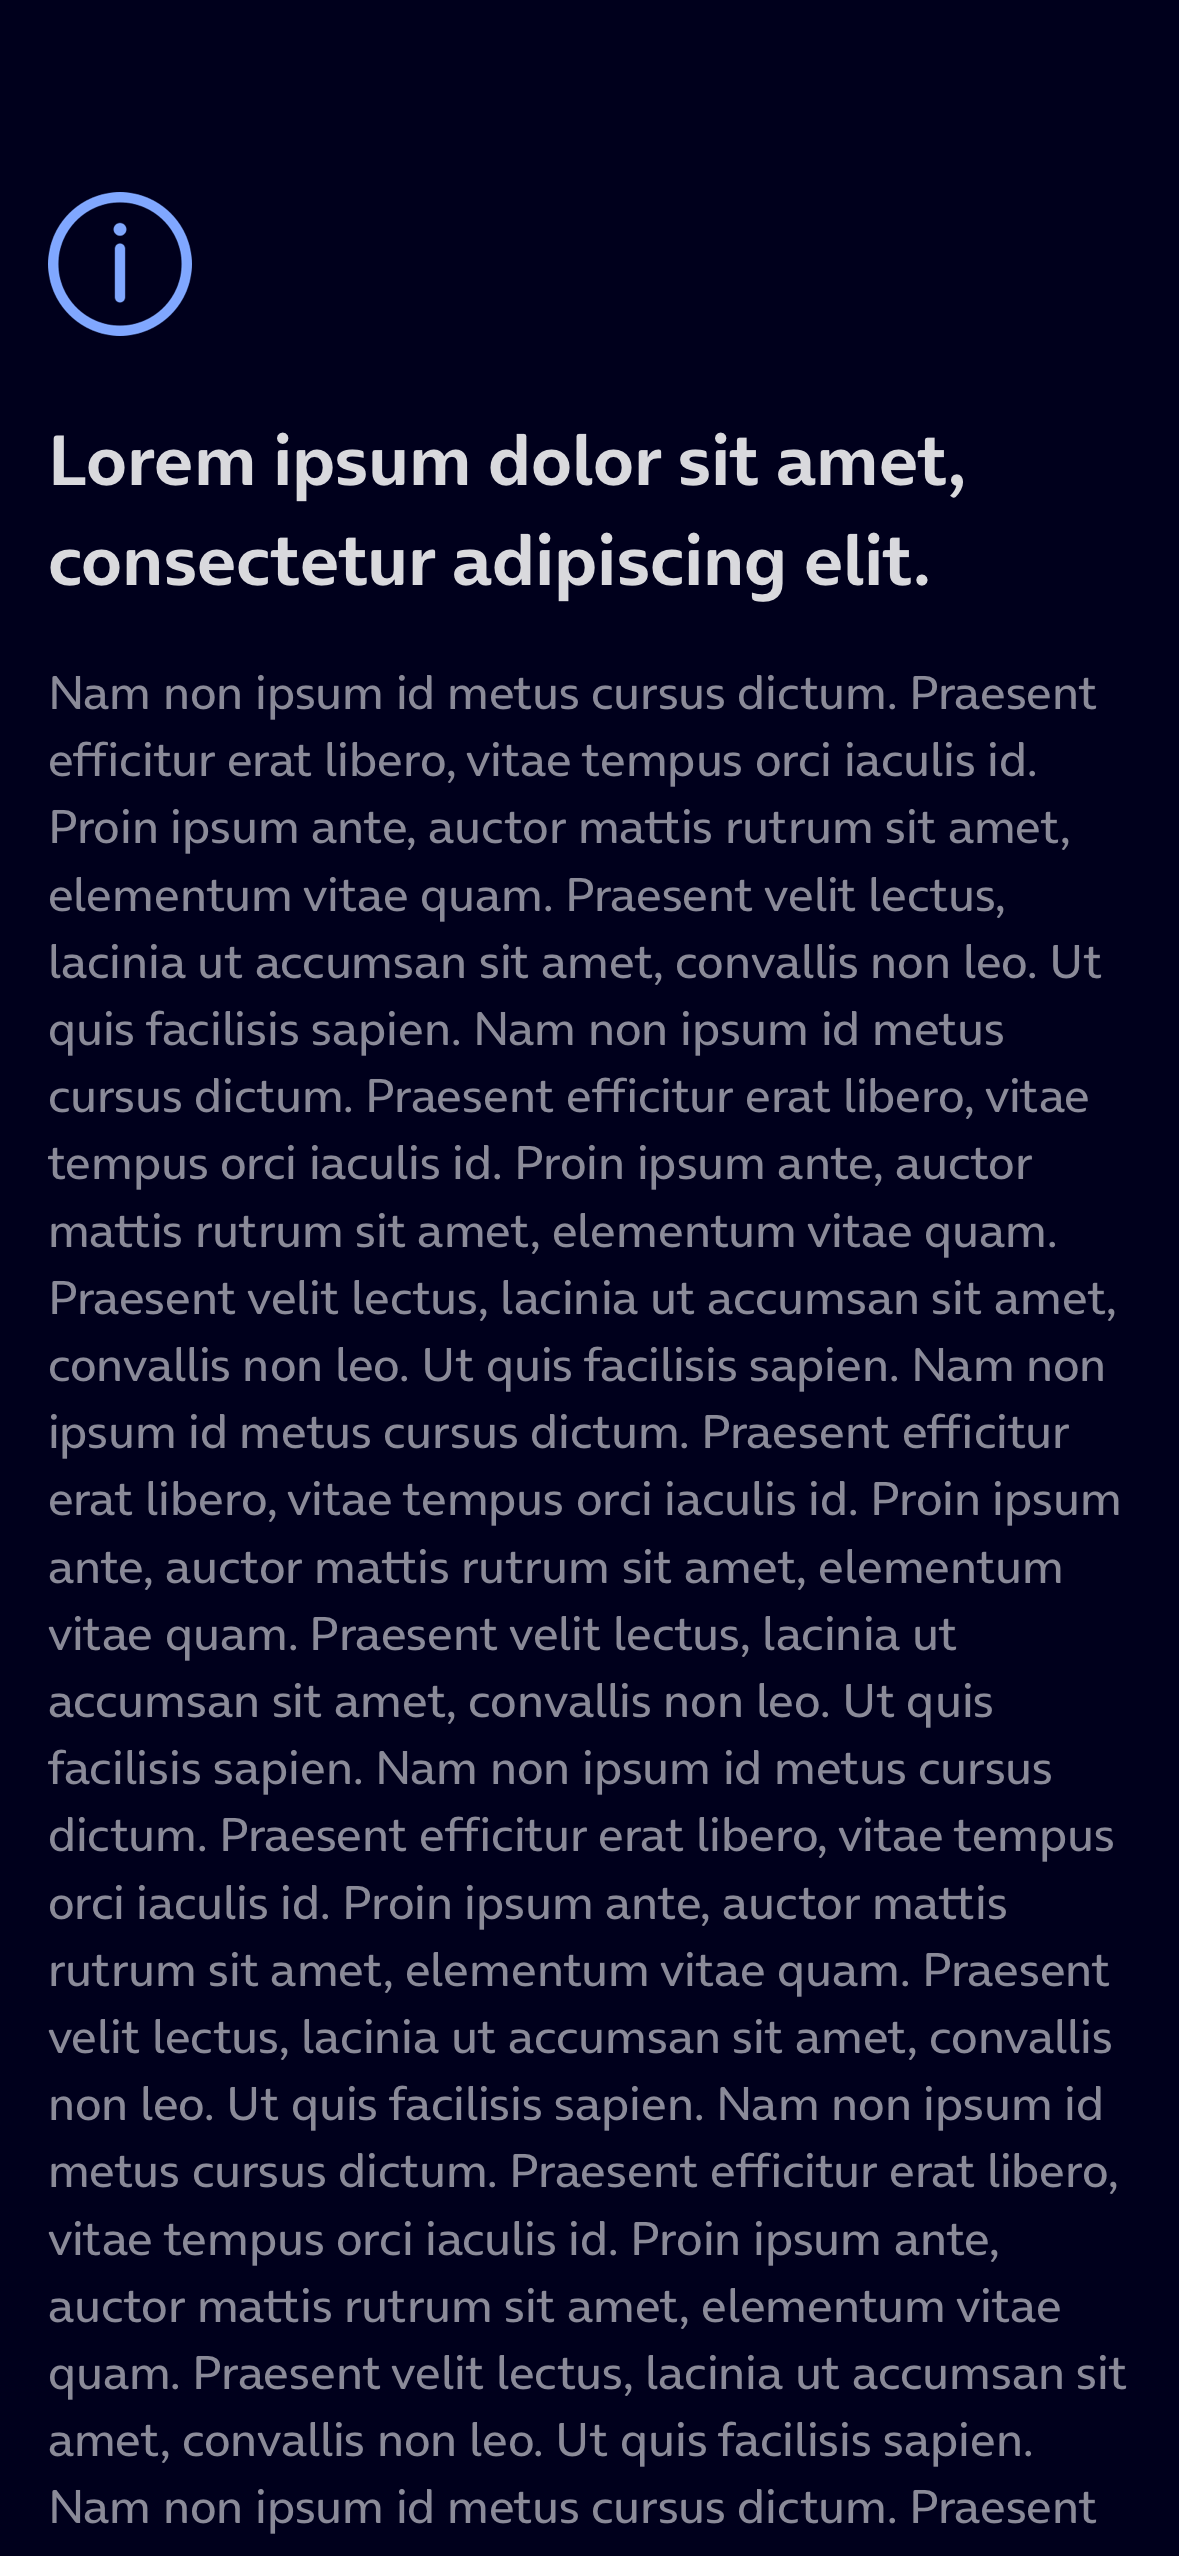 Lorem ipsum dolor sit amet,
consectetur adipiscing elit.
Nam non ipsum id metus cursus dictum. Praesent
efficitur erat libero, vitae tempus orci iaculis id.
Proin ipsum ante, auctor mattis rutrum sit amet,
elementum vitae quam. Praesent velit lectus,
lacinia ut accumsan sit amet, convallis non leo. Ut
quis facilisis sapien. Nam non ipsum id metus
cursus dictum. Praesent efficitur erat libero, vitae
tempus orci iaculis id. Proin ipsum ante, auctor
mattis rutrum sit amet, elementum vitae quam.
Praesent velit lectus, lacinia ut accumsan sit amet,
convallis non leo. Ut quis facilisis sapien. Nam non
ipsum id metus cursus dictum. Praesent efficitur
erat libero, vitae tempus orci iaculis id. Proin ipsum
ante, auctor mattis rutrum sit amet, elementum
vitae quam. Praesent velit lectus, lacinia ut
accumsan sit amet, convallis non leo. Ut quis
facilisis sapien. Nam non ipsum id metus cursus
dictum. Praesent efficitur erat libero, vitae tempus
orci iaculis id. Proin ipsum ante, auctor mattis
rutrum sit amet, elementum vitae quam. Praesent
velit lectus, lacinia ut accumsan sit amet, convallis
non leo. Ut quis facilisis sapien. Nam non ipsum id
metus cursus dictum. Praesent efficitur erat libero,
vitae tempus orci iaculis id. Proin ipsum ante,
auctor mattis rutrum sit amet, elementum vitae
quam. Praesent velit lectus, lacinia ut accumsan sit
amet, convallis non leo. Ut quis facilisis sapien.
Nam non ipsum id metus cursus dictum. Praesent